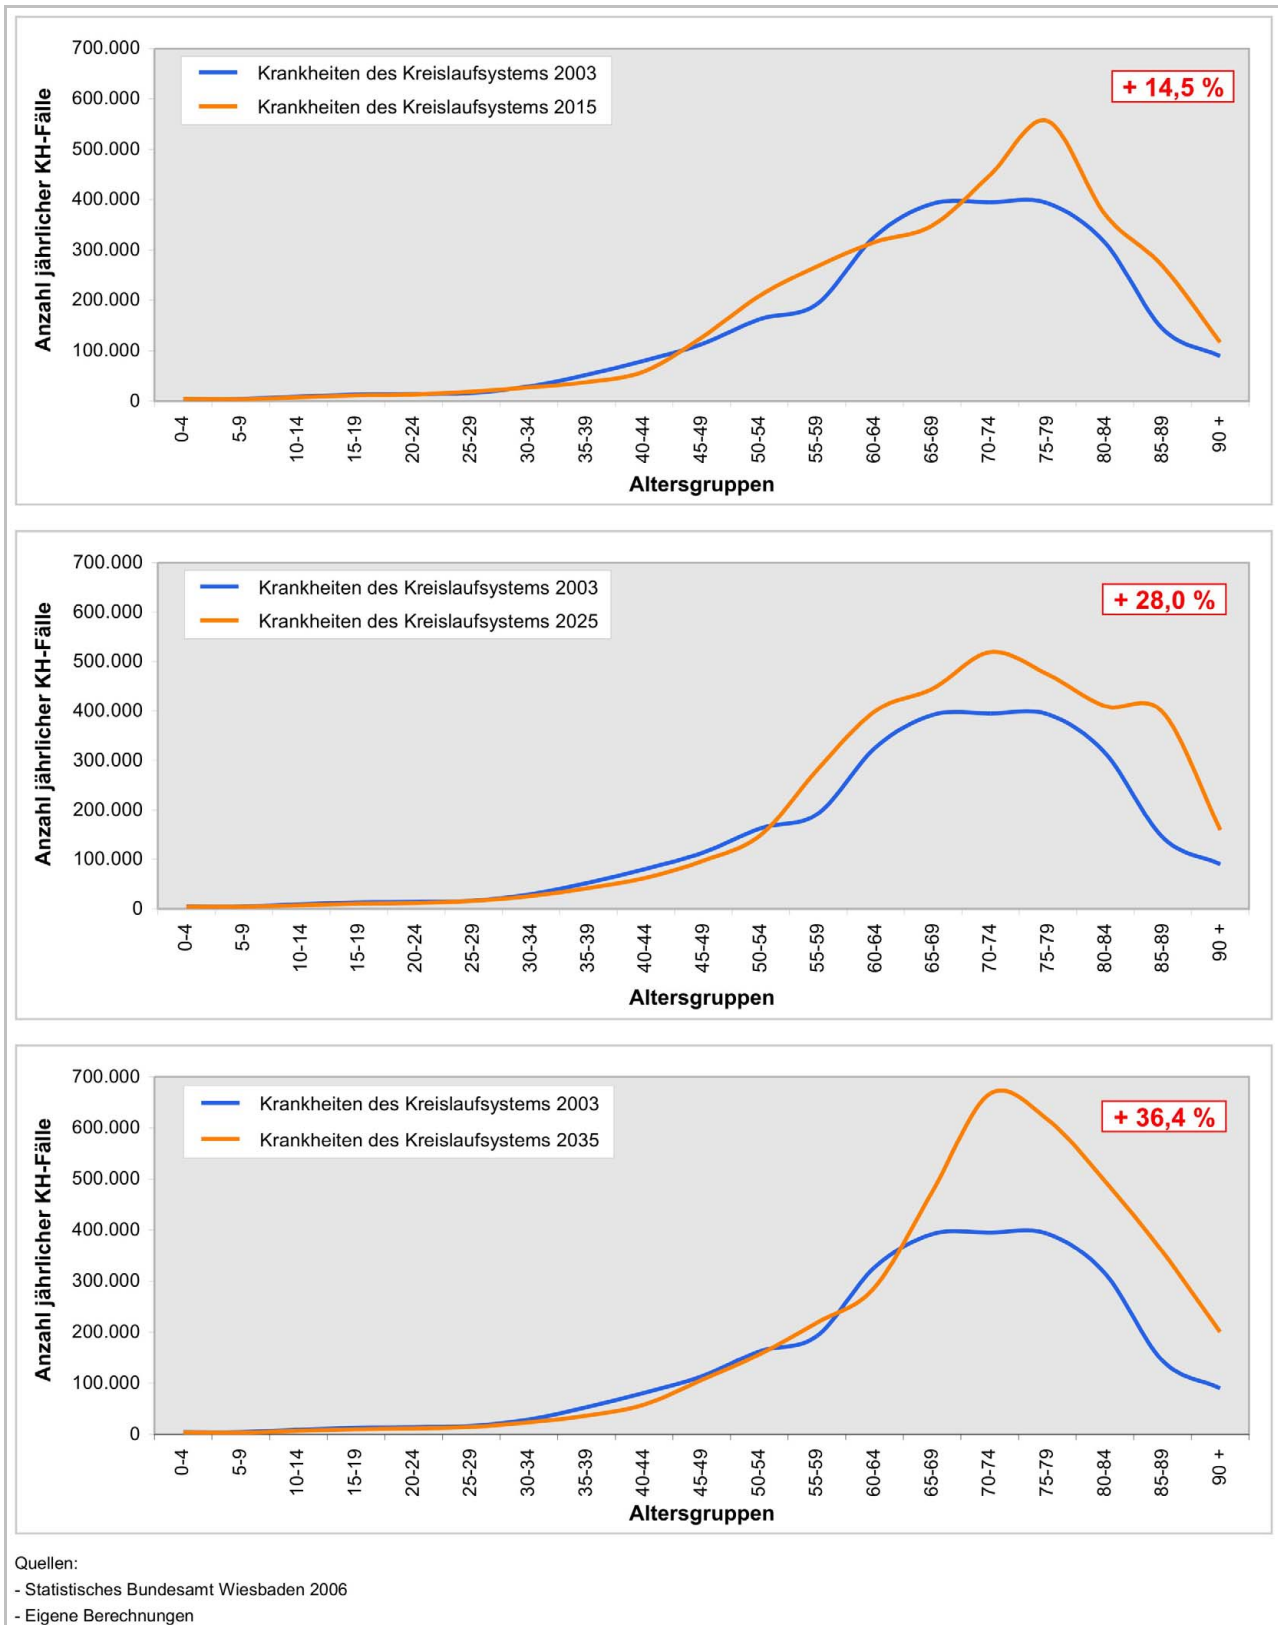 700.000
600.000
500.000
400.000
300.000
200.000
100.000
0
Anzahl jährlicher KH-Fälle
Krankheiten des Kreislaufsystems 2003
Krankheiten des Kreislaufsystems 2015
+ 14,5 %
0-4 5-9 10-14 15-19 20-24 25-29 30-34 35-39 40-44 45-49 50-54 55-59 60-64 65-69 70-74 75-79 80-84 85-89 90 +
Altersgruppen
700.000
600.000
500.000
400.000
300.000
200.000
100.000
0
Anzahl jährlicher KH-Fälle
Krankheiten des Kreislaufsystems 2003
Krankheiten des Kreislaufsystems 2025
+ 28,0 %
0-4 5-9 10-14 15-19 20-24 25-29 30-34 35-39 40-44 45-49 50-54 55-59 60-64 65-69 70-74 75-79 80-84 85-89 90 +
Altersgruppen
700.000
600.000
500.000
400.000
300.000
200.000
100.000
0
Anzahl jährlicher KH-Fälle
Krankheiten des Kreislaufsystems 2003
Krankheiten des Kreislaufsystems 2035
+ 36,4 %
0-4 5-9 10-14 15-19 20-24 25-29 30-34 35-39 40-44 45-49 50-54 55-59 60-64 65-69 70-74 75-79 80-84 85-89 90 +
Altersgruppen
Quellen:
- Statistisches Bundesamt Wiesbaden 2006
- Eigene Berechnungen